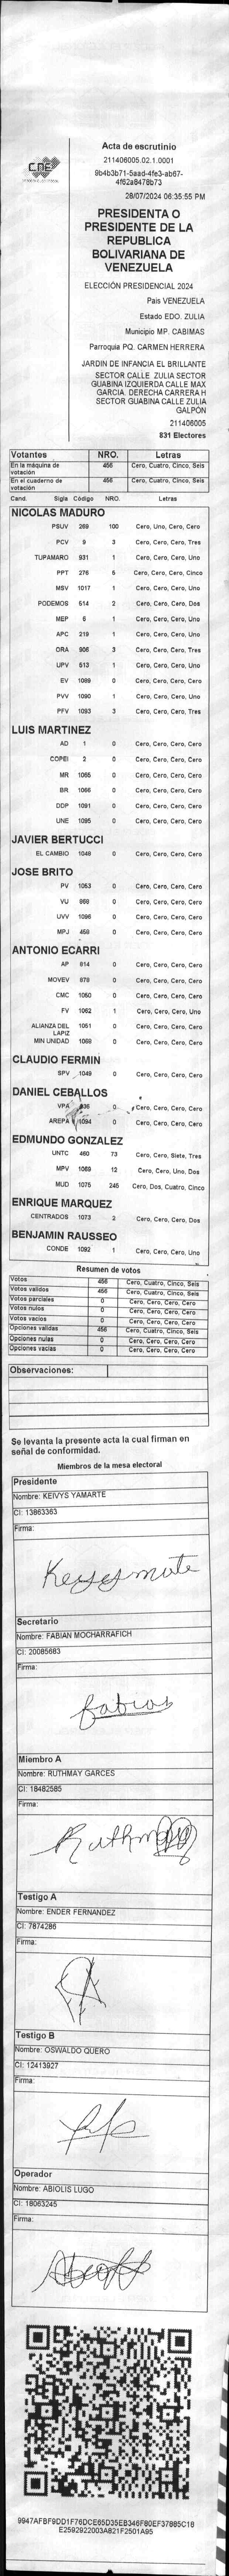 CNE
Acta de escrutinio
211406005.02.1.0001
9b4b3b71-5aad-4fe3-ab67-
4f62a8476b73
28/07/2024 06:35:55 PM
PRESIDENTA O
PRESIDENTE DE LA
REPUBLICA
BOLIVARIANA DE
VENEZUELA
ELECCIÓN PRESIDENCIAL 2024
Pais VENEZUELA
Estado EDO. ZULIA
Municipio MP. CABIMAS
Parroquia PQ. CARMEN HERRERA
JARDIN DE INFANCIA EL BRILLANTE
SECTOR CALLE ZULIA SECTOR
GUABINA IZQUIERDA CALLE MAX
GARCIA. DERECHA CARRERA H
SECTOR GUABINA CALLE ZULIA
GALPÓN
211406005
831 Electores
Votantes NRO. Letras
En la máquina de votación 456 Cero, Cuatro, Cinco, Seis
En el cuaderno de votación 456 Cero, Cuatro, Cinco, Seis
Cand. Sigla Código NRO. Letras
NICOLAS MADURO
PSUV 269 100 Cero, Uno, Cero, Cero
PCV 9 3 Cero, Cero, Cero, Tres
TUPAMARO 931 1 Cero, Cero, Cero, Uno
PPT 276 5 Cero, Cero, Cero, Cinco
MSV 1017 1 Cero, Cero, Cero, Uno
PODEMOS 514 2 Cero, Cero, Cero, Dos
MEP 6 1 Cero, Cero, Cero, Uno
APC 219 1 Cero, Cero, Cero, Uno
ORA 906 3 Cero, Cero, Cero, Tres
UPV 513 1 Cero, Cero, Cero, Uno
EV 1089 0 Cero, Cero, Cero, Cero
PVV 1090 1 Cero, Cero, Cero, Uno
PFV 1093 3 Cero, Cero, Cero, Tres
LUIS MARTINEZ
AD 1 0 Cero, Cero, Cero, Cero
COPEI 2 0 Cero, Cero, Cero, Cero
MR 1065 0 Cero, Cero, Cero, Cero
BR 1066 0 Cero, Cero, Cero, Cero
DDP 1091 0 Cero, Cero, Cero, Cero
UNE 1095 0 Cero, Cero, Cero, Cero
JAVIER BERTUCCI
EL CAMBIO 1048 0 Cero, Cero, Cero, Cero
JOSE BRITO
PV 1053 0 Cero, Cero, Cero, Cero
VU 968 0 Cero, Cero, Cero, Cero
UVV 1096 0 Cero, Cero, Cero, Cero
MPJ 458 0 Cero, Cero, Cero, Cero
ANTONIO ECARRI
AP 914 0 Cero, Cero, Cero, Cero
MOVEV 978 0 Cero, Cero, Cero, Cero
CMC 1050 0 Cero, Cero, Cero, Cero
FV 1062 1 Cero, Cero, Cero, Uno
ALIANZA DEL LAPIZ 1051 0 Cero, Cero, Cero, Cero
MIN UNIDAD 1068 0 Cero, Cero, Cero, Cero
CLAUDIO FERMIN
SPV 1049 0 Cero, Cero, Cero, Cero
DANIEL CEBALLOS
VPA 936 0 Cero, Cero, Cero, Cero
AREPA 1094 0 Cero, Cero, Cero, Cero
EDMUNDO GONZALEZ
UNTC 460 73 Cero, Cero, Siete, Tres
MPV 1069 12 Cero, Cero, Uno, Dos
MUD 1075 245 Cero, Dos, Cuatro, Cinco
ENRIQUE MARQUEZ
CENTRADOS 1073 2 Cero, Cero, Cero, Dos
BENJAMIN RAUSSEO
CONDE 1092 1 Cero, Cero, Cero, Uno
Resumen de votos
Votos 456 Cero, Cuatro, Cinco, Seis
Votos validos 456 Cero, Cuatro, Cinco, Seis
Votos parciales 0 Cero, Cero, Cero, Cero
Votos nulos 0 Cero, Cero, Cero, Cero
Votos vacios 0 Cero, Cero, Cero, Cero
Opciones validas 456 Cero, Cuatro, Cinco, Seis
Opciones nulas 0 Cero, Cero, Cero, Cero
Opciones vacias 0 Cero, Cero, Cero, Cero
Observaciones:
Se levanta la presente acta la cual firman en
señal de conformidad.
Miembros de la mesa electoral
Presidente
Nombre: KEIVYS YAMARTE
CI: 13863363
Firma:
Secretario
Nombre: FABIAN MOCHARRAFICH
CI: 20085683
Firma:
Fabian
Miembro A
Nombre: RUTHMAY GARCES
CI: 18482585
Firma:
Testigo A
Nombre: ENDER FERNANDEZ
CI: 7874286
Firma:
Testigo B
Nombre: OSWALDO QUERO
CI: 12413927
Firma:
Operador
Nombre: ABIOLIS LUGO
CI: 18063245
Firma:
9947AFBF9DD1F76DCE65D35EB346F80EF37885C18
E2592922003A821F2501A95